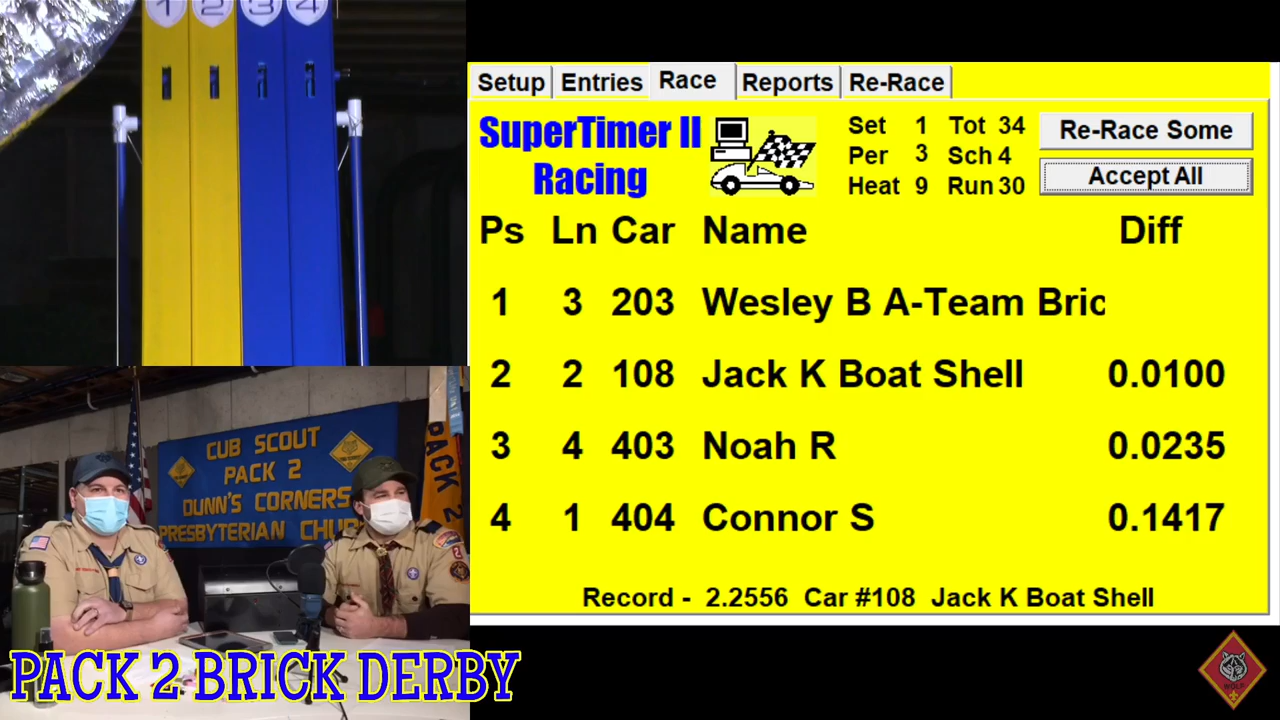 1 2 3 4
CUB SCOUT
PACK 2
DUNN'S CORNERS
PRESBYTERIAN
PACK 2
PACK 2 BRICK DERBY
Setup Entries Race Reports Re-Race
SuperTimer II
Racing
Set 1 Tot 34
Per 3 Sch 4
Heat 9 Run 30
Re-Race Some
Accept All
Ps Ln Car Name Diff
1 3 203 Wesley B A-Team Bric
2 2 108 Jack K Boat Shell 0.0100
3 4 403 Noah R 0.0235
4 1 404 Connor S 0.1417
Record - 2.2556 Car #108 Jack K Boat Shell
WOLF